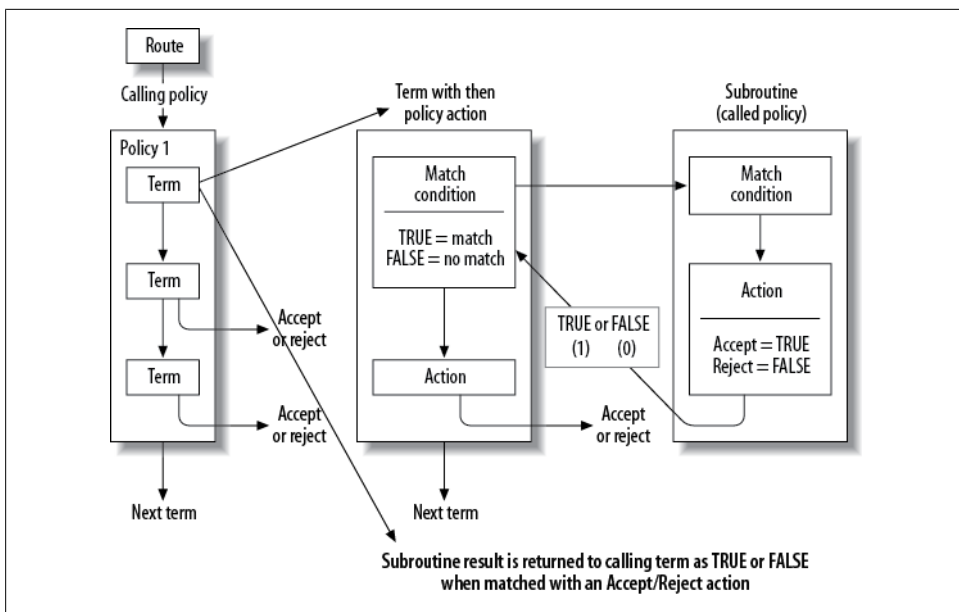 Route
Calling policy
Policy 1
Term
Term
Accept
or reject
Term
Accept
or reject
Next term
Term with then
policy action
Match
condition
TRUE = match
FALSE = no match
Action
Accept
or reject
Next term
TRUE or FALSE
(1) (0)
Subroutine
(called policy)
Match
condition
Action
Accept = TRUE
Reject = FALSE
Subroutine result is returned to calling term as TRUE or FALSE
when matched with an Accept/Reject action